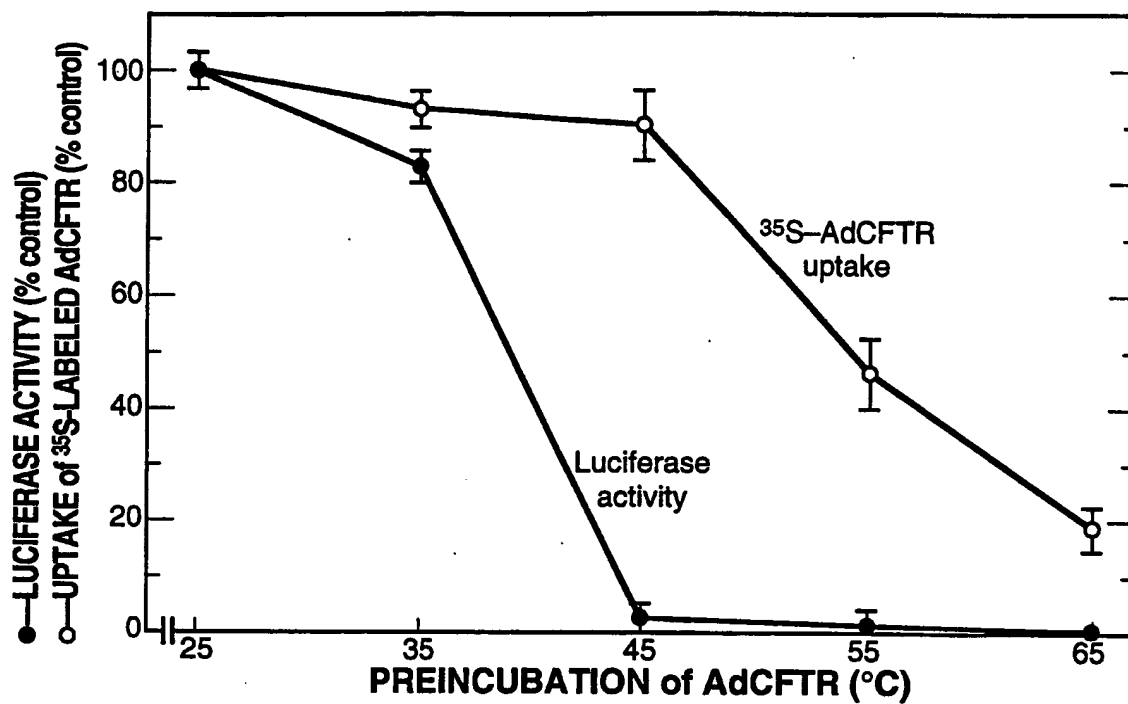 ●—LUCIFERASE ACTIVITY (% control)
○—UPTAKE of ³⁵S-LABELED AdCFTR (% control)
100
80
60
40
20
0
³⁵S–AdCFTR
uptake
Luciferase
activity
25 35 45 55 65
PREINCUBATION of AdCFTR (°C)